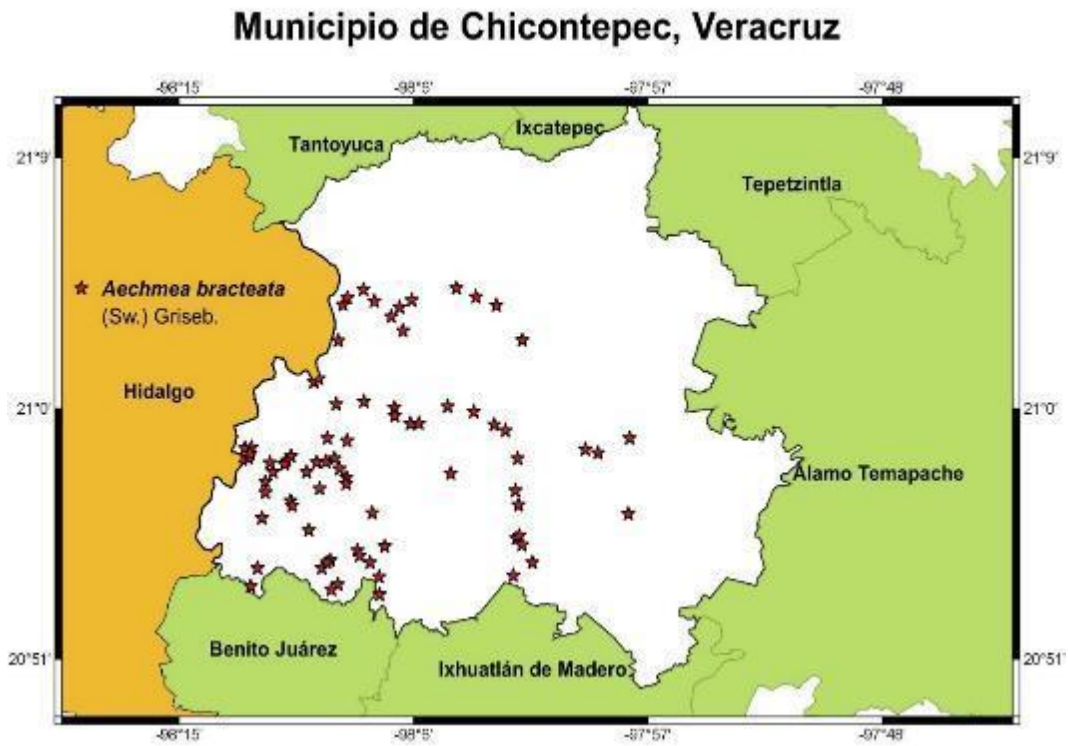 Municipio de Chicontepec, Veracruz
-98°15' -98°6' -97°57' -97°48'
Ixcatepec
Tantoyuca
21°9' 21°9'
Tepetzintla
Aechmea bracteata
(Sw.) Griseb.
Hidalgo
21°0' 21°0'
Álamo Temapache
Benito Juárez
Ixhuatlán de Madero
20°51' 20°51'
-98°15' -98°6' -97°57' -97°48'